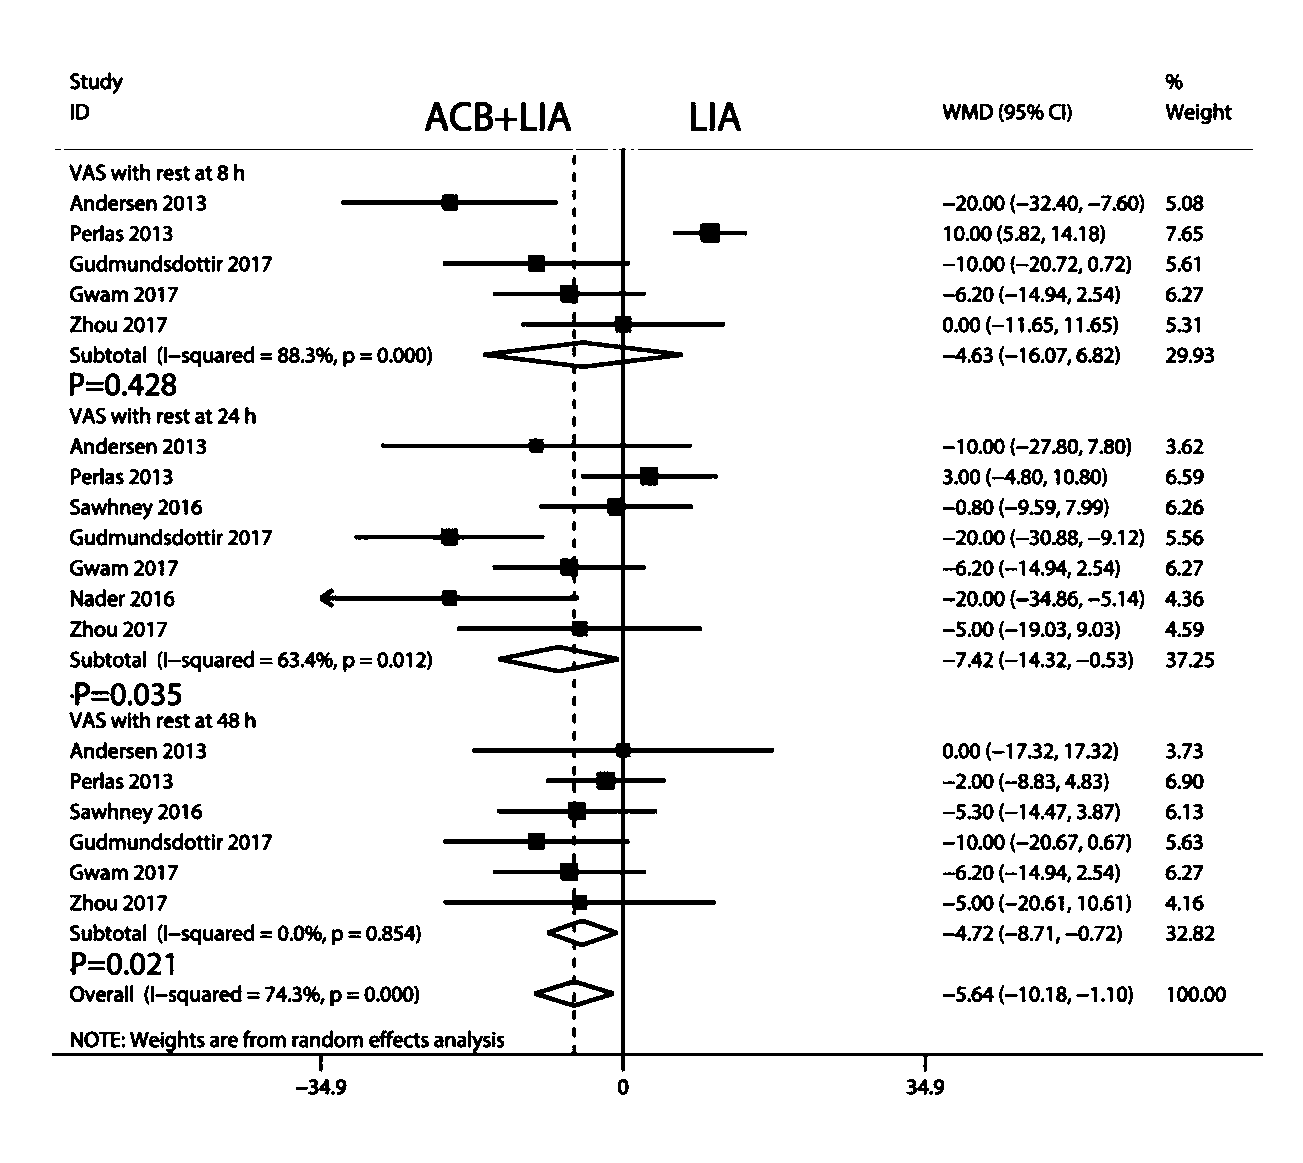 Study %
ID ACB+LIA LIA WMD (95% CI) Weight
VAS with rest at 8 h
Andersen 2013 −20.00 (−32.40, −7.60) 5.08
Perlas 2013 10.00 (5.82, 14.18) 7.65
Gudmundsdottir 2017 −10.00 (−20.72, 0.72) 5.61
Gwam 2017 −6.20 (−14.94, 2.54) 6.27
Zhou 2017 0.00 (−11.65, 11.65) 5.31
Subtotal (I−squared = 88.3%, p = 0.000) −4.63 (−16.07, 6.82) 29.93
P=0.428
VAS with rest at 24 h
Andersen 2013 −10.00 (−27.80, 7.80) 3.62
Perlas 2013 3.00 (−4.80, 10.80) 6.59
Sawhney 2016 −0.80 (−9.59, 7.99) 6.26
Gudmundsdottir 2017 −20.00 (−30.88, −9.12) 5.56
Gwam 2017 −6.20 (−14.94, 2.54) 6.27
Nader 2016 −20.00 (−34.86, −5.14) 4.36
Zhou 2017 −5.00 (−19.03, 9.03) 4.59
Subtotal (I−squared = 63.4%, p = 0.012) −7.42 (−14.32, −0.53) 37.25
P=0.035
VAS with rest at 48 h
Andersen 2013 0.00 (−17.32, 17.32) 3.73
Perlas 2013 −2.00 (−8.83, 4.83) 6.90
Sawhney 2016 −5.30 (−14.47, 3.87) 6.13
Gudmundsdottir 2017 −10.00 (−20.67, 0.67) 5.63
Gwam 2017 −6.20 (−14.94, 2.54) 6.27
Zhou 2017 −5.00 (−20.61, 10.61) 4.16
Subtotal (I−squared = 0.0%, p = 0.854) −4.72 (−8.71, −0.72) 32.82
P=0.021
Overall (I−squared = 74.3%, p = 0.000) −5.64 (−10.18, −1.10) 100.00
NOTE: Weights are from random effects analysis
−34.9 0 34.9